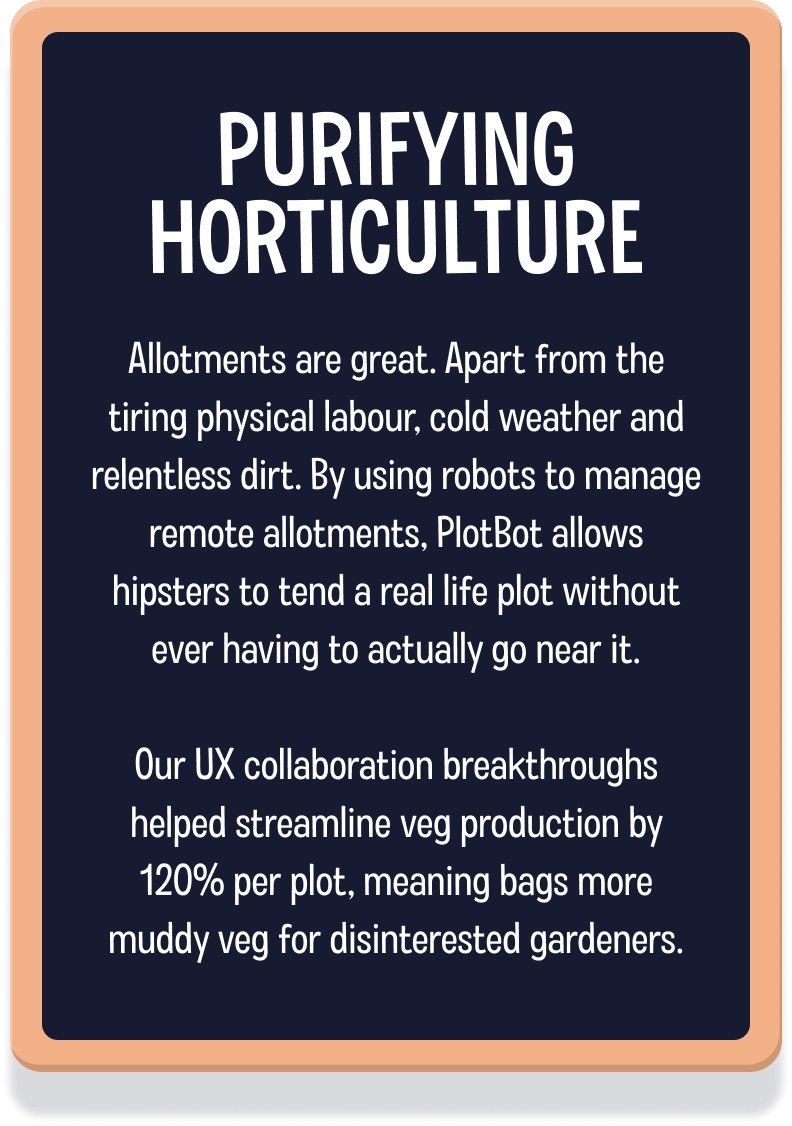 PURIFYING
HORTICULTURE
Allotments are great. Apart from the
tiring physical labour, cold weather and
relentless dirt. By using robots to manage
remote allotments, PlotBot allows
hipsters to tend a real life plot without
ever having to actually go near it.
Our UX collaboration breakthroughs
helped streamline veg production by
120% per plot, meaning bags more
muddy veg for disinterested gardeners.